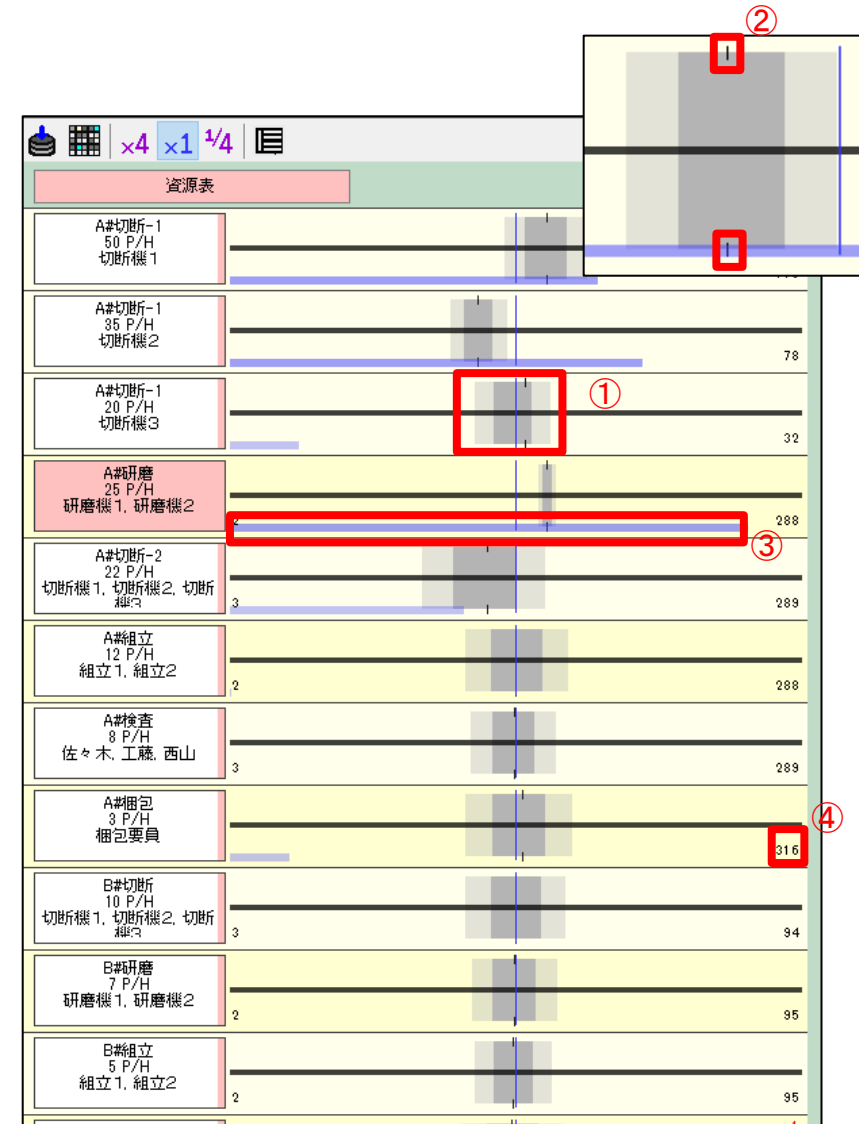 ②
×4 ×1 1/4
資源表
A#切断-1
50 P/H
切断機1
A#切断-1
35 P/H
切断機2
78
A#切断-1
20 P/H
切断機3
①
32
A#研磨
25 P/H
研磨機1, 研磨機2
2
288
③
A#切断-2
22 P/H
切断機1, 切断機2, 切断
機3
3
289
A#組立
12 P/H
組立1, 組立2
2
288
A#検査
8 P/H
佐々木, 工藤, 西山
3
289
A#梱包
3 P/H
梱包要員
④
316
B#切断
10 P/H
切断機1, 切断機2, 切断
機3
3
94
B#研磨
7 P/H
研磨機1, 研磨機2
2
95
B#組立
5 P/H
組立1, 組立2
2
95